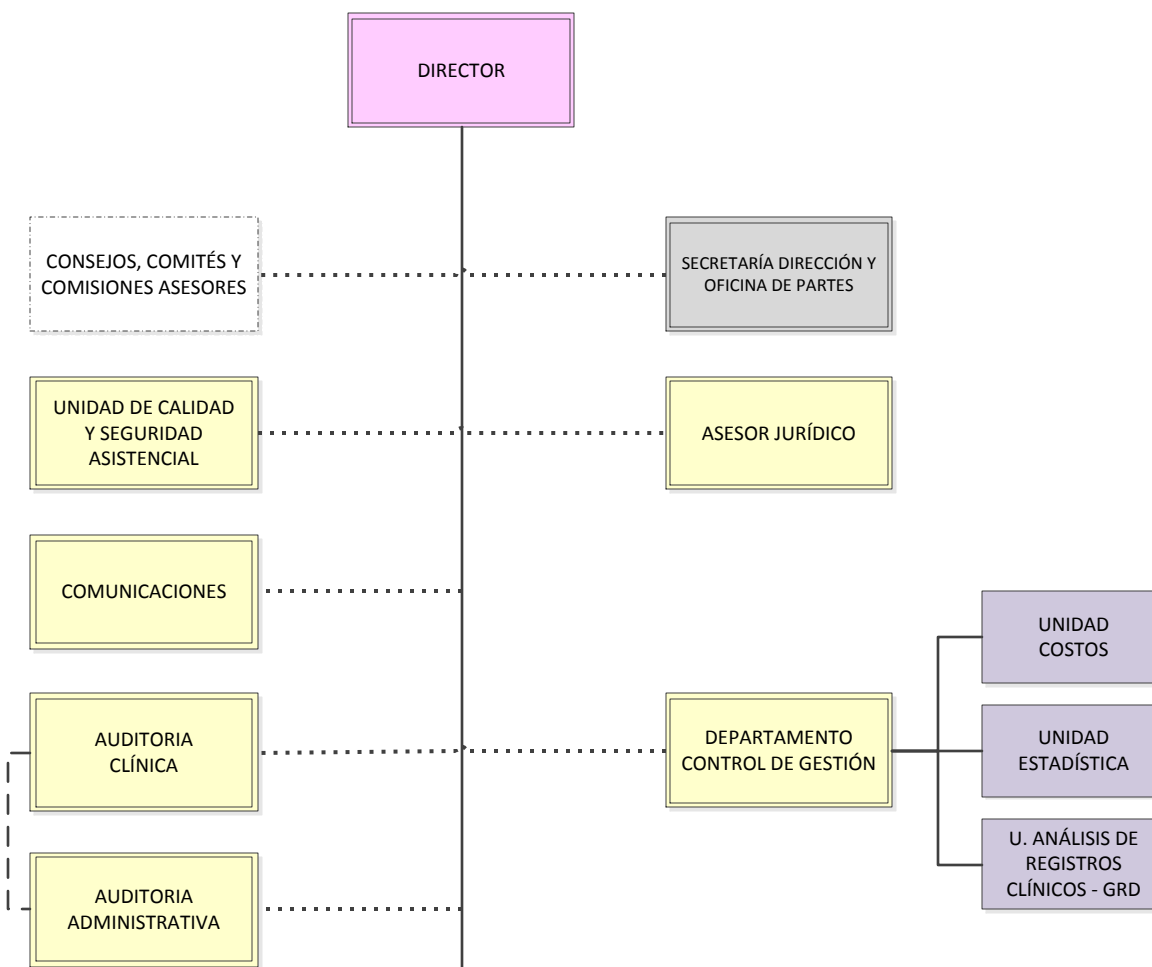 DIRECTOR
CONSEJOS, COMITÉS Y
COMISIONES ASESORES
SECRETARÍA DIRECCIÓN Y
OFICINA DE PARTES
UNIDAD DE CALIDAD
Y SEGURIDAD
ASISTENCIAL
ASESOR JURÍDICO
COMUNICACIONES
UNIDAD
COSTOS
AUDITORIA
CLÍNICA
DEPARTAMENTO
CONTROL DE GESTIÓN
UNIDAD
ESTADÍSTICA
U. ANÁLISIS DE
REGISTROS
CLÍNICOS - GRD
AUDITORIA
ADMINISTRATIVA